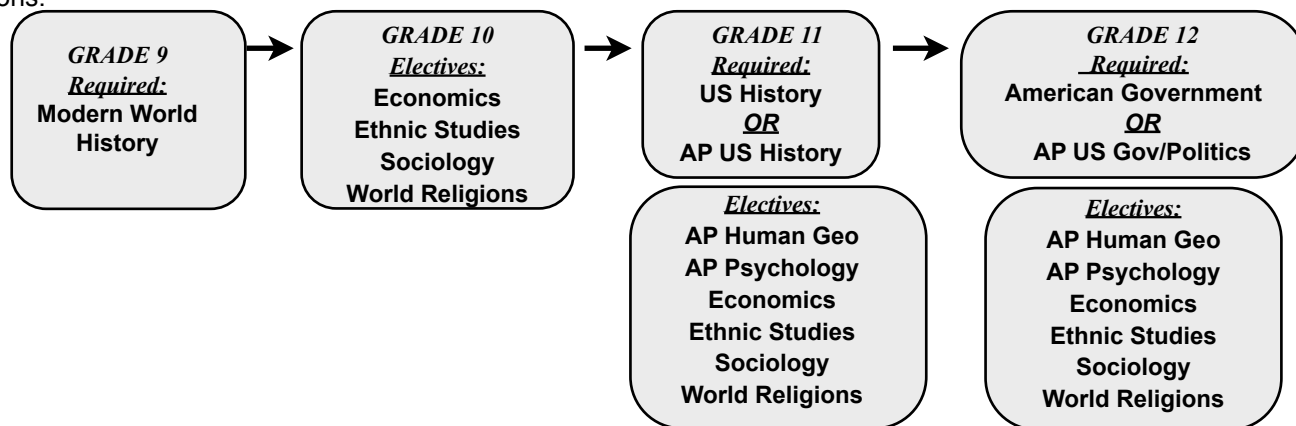 ons:
GRADE 9
Required:
Modern World
History
GRADE 10
Electives:
Economics
Ethnic Studies
Sociology
World Religions
GRADE 11
Required:
US History
OR
AP US History
Electives:
AP Human Geo
AP Psychology
Economics
Ethnic Studies
Sociology
World Religions
GRADE 12
Required:
American Government
OR
AP US Gov/Politics
Electives:
AP Human Geo
AP Psychology
Economics
Ethnic Studies
Sociology
World Religions